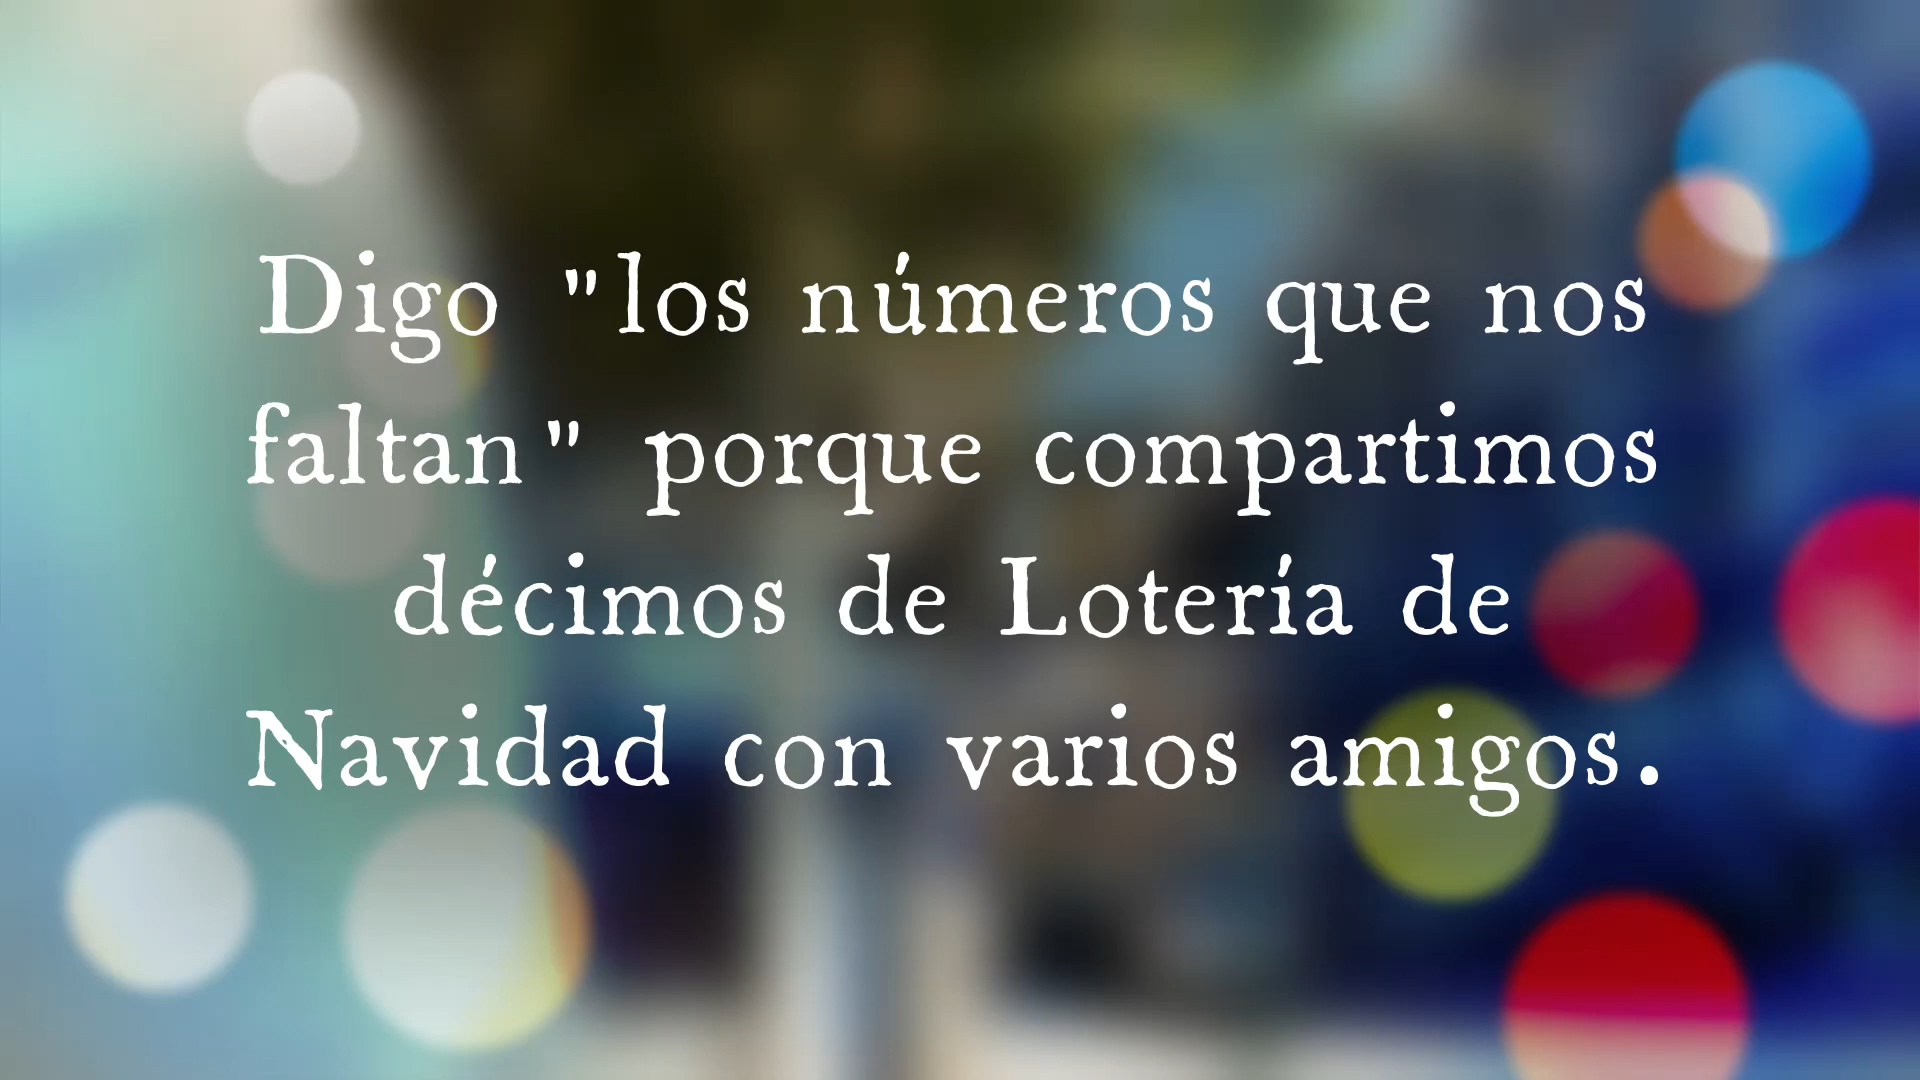 Digo "los números que nos
faltan" porque compartimos
décimos de Lotería de
Navidad con varios amigos.